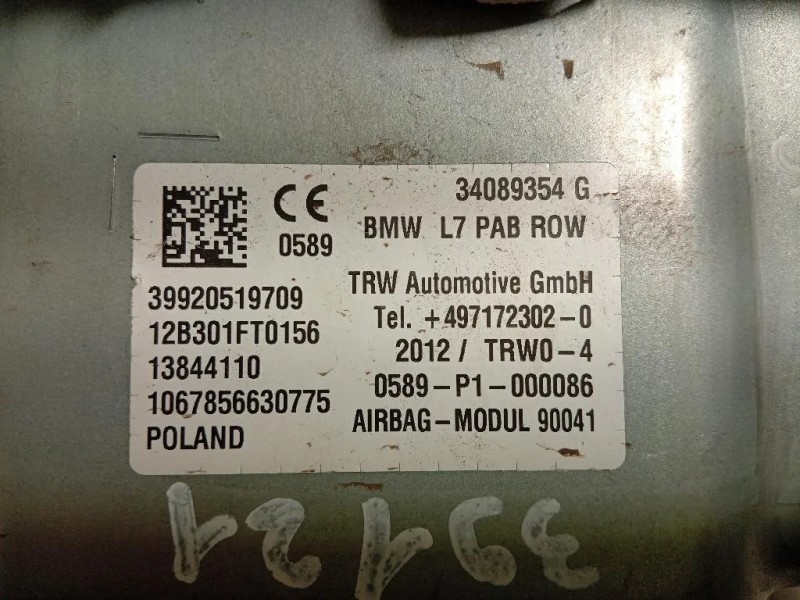 34089354 G
CE
0589
BMW L7 PAB ROW
39920519709
12B301FT0156
13844110
1067856630775
POLAND
TRW Automotive GmbH
Tel. +497172302-0
2012 / TRW0-4
0589-P1-000086
AIRBAG-MODUL 90041
39121